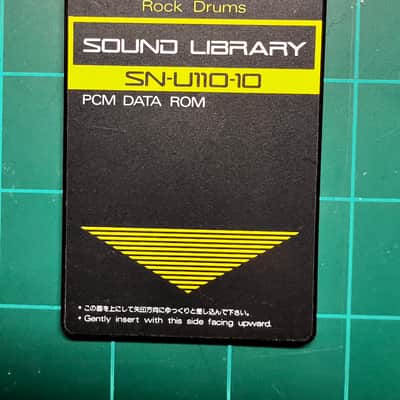 Rock Drums
SOUND LIBRARY
SN-U110-10
PCM DATA ROM
• この面を上にして矢印方向にゆっくりと差し込んで下さい。
• Gently insert with this side facing upward.